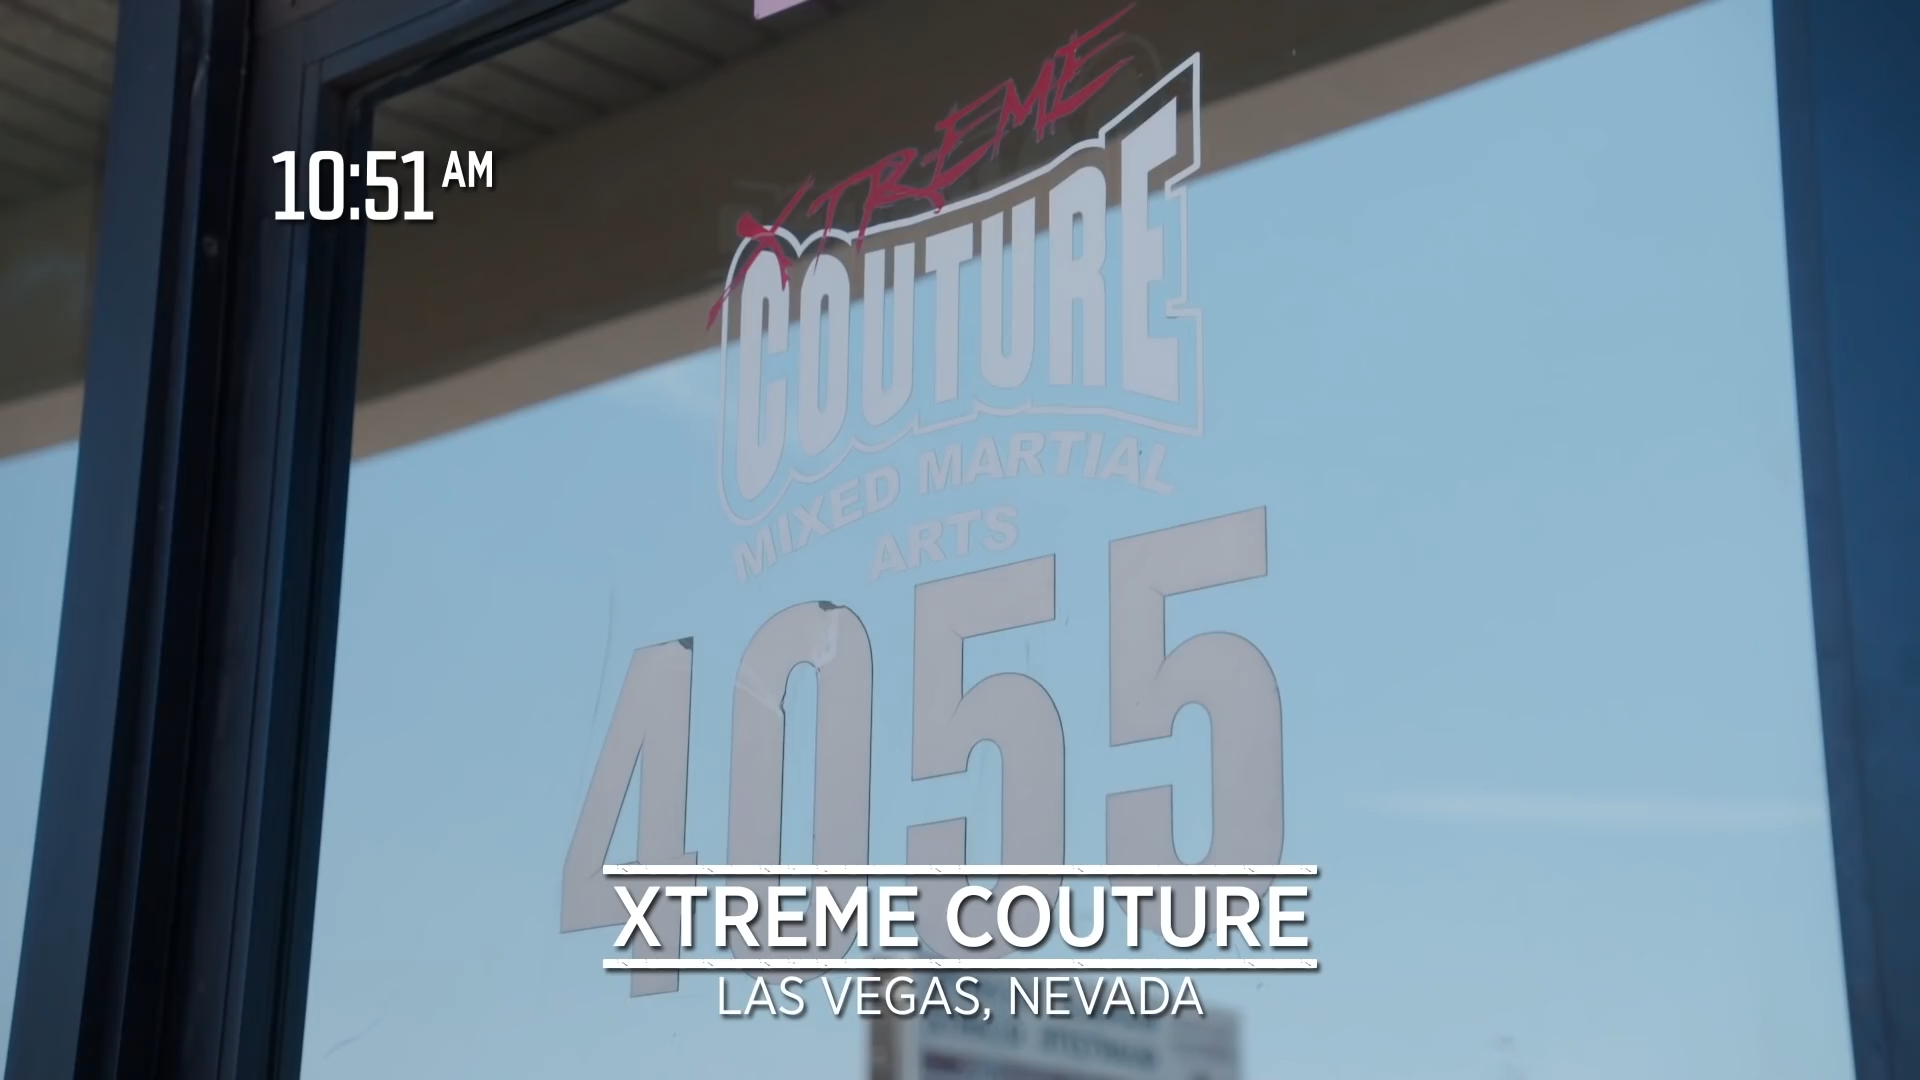 10:51 AM
XTREME
COUTURE
MIXED MARTIAL
ARTS
4055
XTREME COUTURE
LAS VEGAS, NEVADA